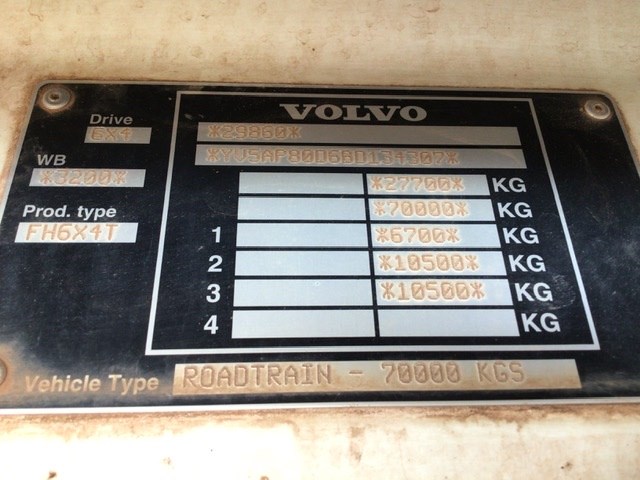 VOLVO
Drive
6X4
*29860*
WB
*YV5AP80D6BD134307*
*3200*
*27700* KG
Prod. type
*70000* KG
FH6X4T
1 *6700* KG
2 *10500* KG
3 *10500* KG
4 KG
Vehicle Type ROADTRAIN - 70000 KGS